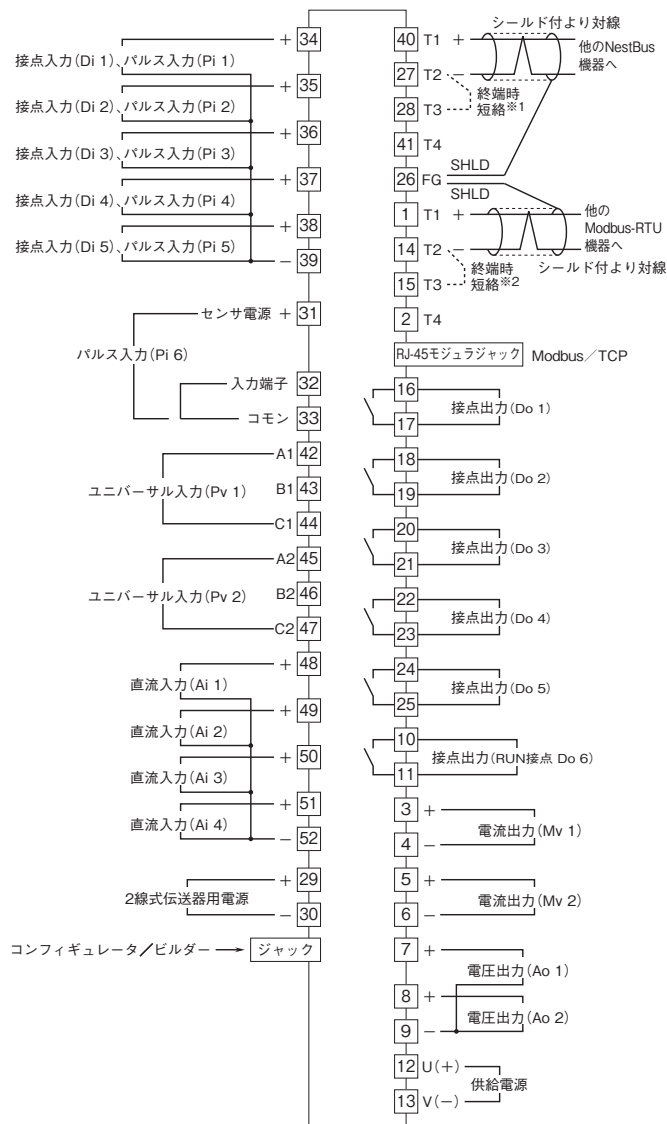 + 34
接点入力(Di 1)、パルス入力(Pi 1)
+ 35
接点入力(Di 2)、パルス入力(Pi 2)
+ 36
接点入力(Di 3)、パルス入力(Pi 3)
+ 37
接点入力(Di 4)、パルス入力(Pi 4)
+ 38
接点入力(Di 5)、パルス入力(Pi 5)
− 39
センサ電源 + 31
パルス入力(Pi 6)
入力端子 32
コモン 33
A1 42
ユニバーサル入力(Pv 1)
B1 43
C1 44
A2 45
ユニバーサル入力(Pv 2)
B2 46
C2 47
+ 48
直流入力(Ai 1)
+ 49
直流入力(Ai 2)
+ 50
直流入力(Ai 3)
+ 51
直流入力(Ai 4)
− 52
+ 29
2線式伝送器用電源
− 30
コンフィギュレータ/ビルダー → ジャック
シールド付より対線
40 T1 +
他のNestBus
機器へ
27 T2 −
終端時
短絡※1
28 T3
41 T4
SHLD
26 FG
SHLD
1 T1 +
他の
Modbus-RTU
機器へ
14 T2 −
終端時
短絡※2
シールド付より対線
15 T3
2 T4
RJ-45モジュラジャック Modbus/TCP
16
接点出力(Do 1)
17
18
接点出力(Do 2)
19
20
接点出力(Do 3)
21
22
接点出力(Do 4)
23
24
接点出力(Do 5)
25
10
接点出力(RUN接点 Do 6)
11
3 +
電流出力(Mv 1)
4 −
5 +
電流出力(Mv 2)
6 −
7 +
電圧出力(Ao 1)
8 +
電圧出力(Ao 2)
9 −
12 U(+)
供給電源
13 V(−)